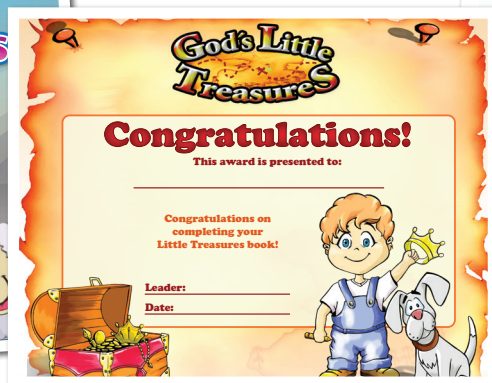 God's Little
Treasures
Congratulations!
This award is presented to:
Congratulations on
completing your
Little Treasures book!
Leader:
Date: